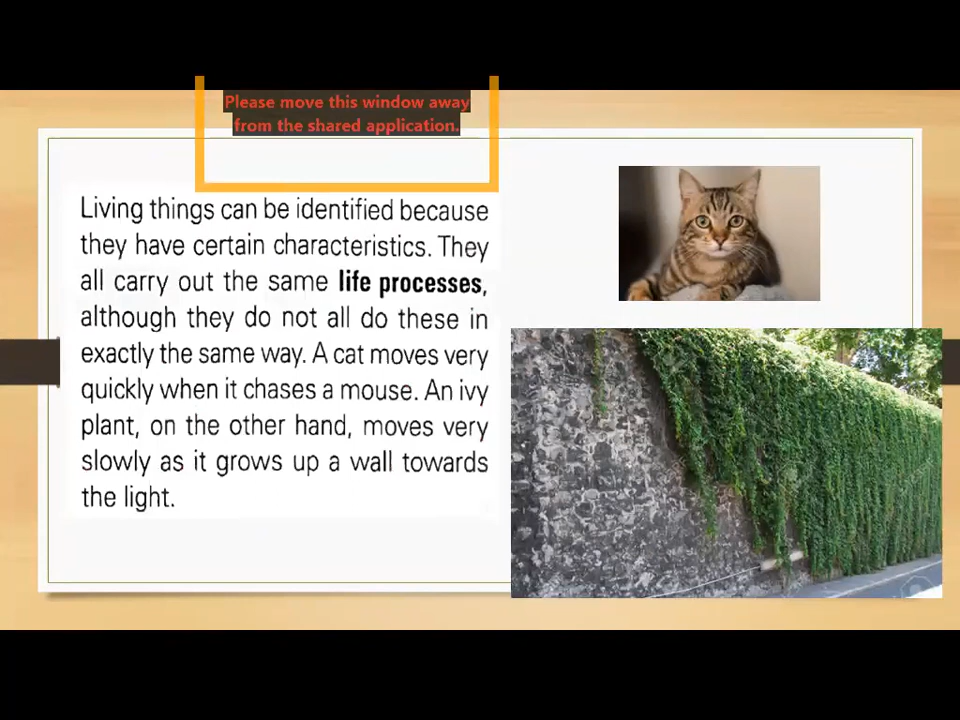 Please move this window away
from the shared application.
Living things can be identified because
they have certain characteristics. They
all carry out the same life processes,
although they do not all do these in
exactly the same way. A cat moves very
quickly when it chases a mouse. An ivy
plant, on the other hand, moves very
slowly as it grows up a wall towards
the light.